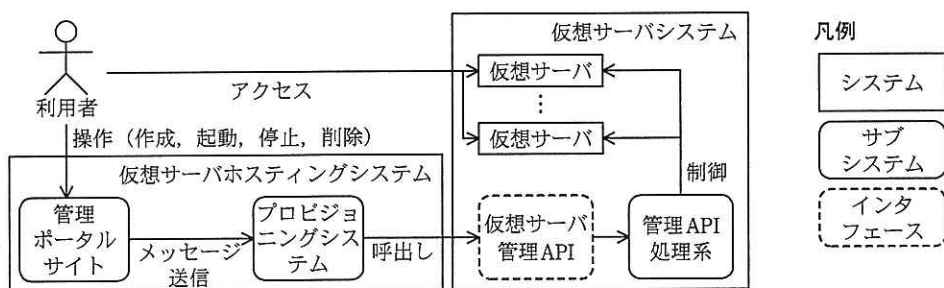 仮想サーバシステム
凡例
仮想サーバ
アクセス
⋮
システム
利用者
仮想サーバ
操作（作成，起動，停止，削除）
サブ
システム
仮想サーバホスティングシステム
制御
管理
ポータル
サイト
メッセージ
送信
プロビジョ
ニングシス
テム
呼出し
仮想サーバ
管理API
管理API
処理系
インタ
フェース